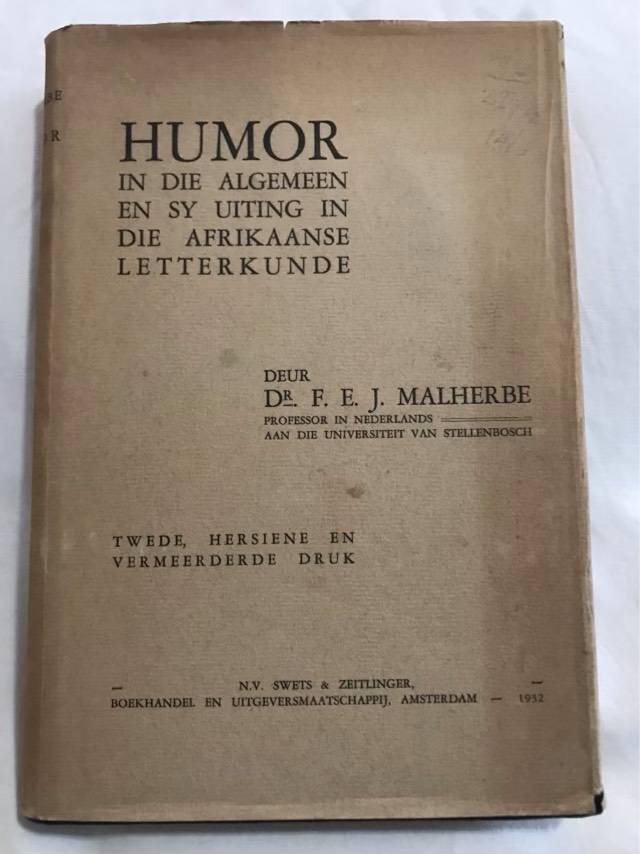 HUMOR
IN DIE ALGEMEEN
EN SY UITING IN
DIE AFRIKAANSE
LETTERKUNDE
DEUR
DR. F. E. J. MALHERBE
PROFESSOR IN NEDERLANDS
AAN DIE UNIVERSITEIT VAN STELLENBOSCH
TWEDE, HERSIENE EN
VERMEERDERDE DRUK
N.V. SWETS & ZEITLINGER,
BOEKHANDEL EN UITGEVERSMAATSCHAPPIJ, AMSTERDAM — 1932